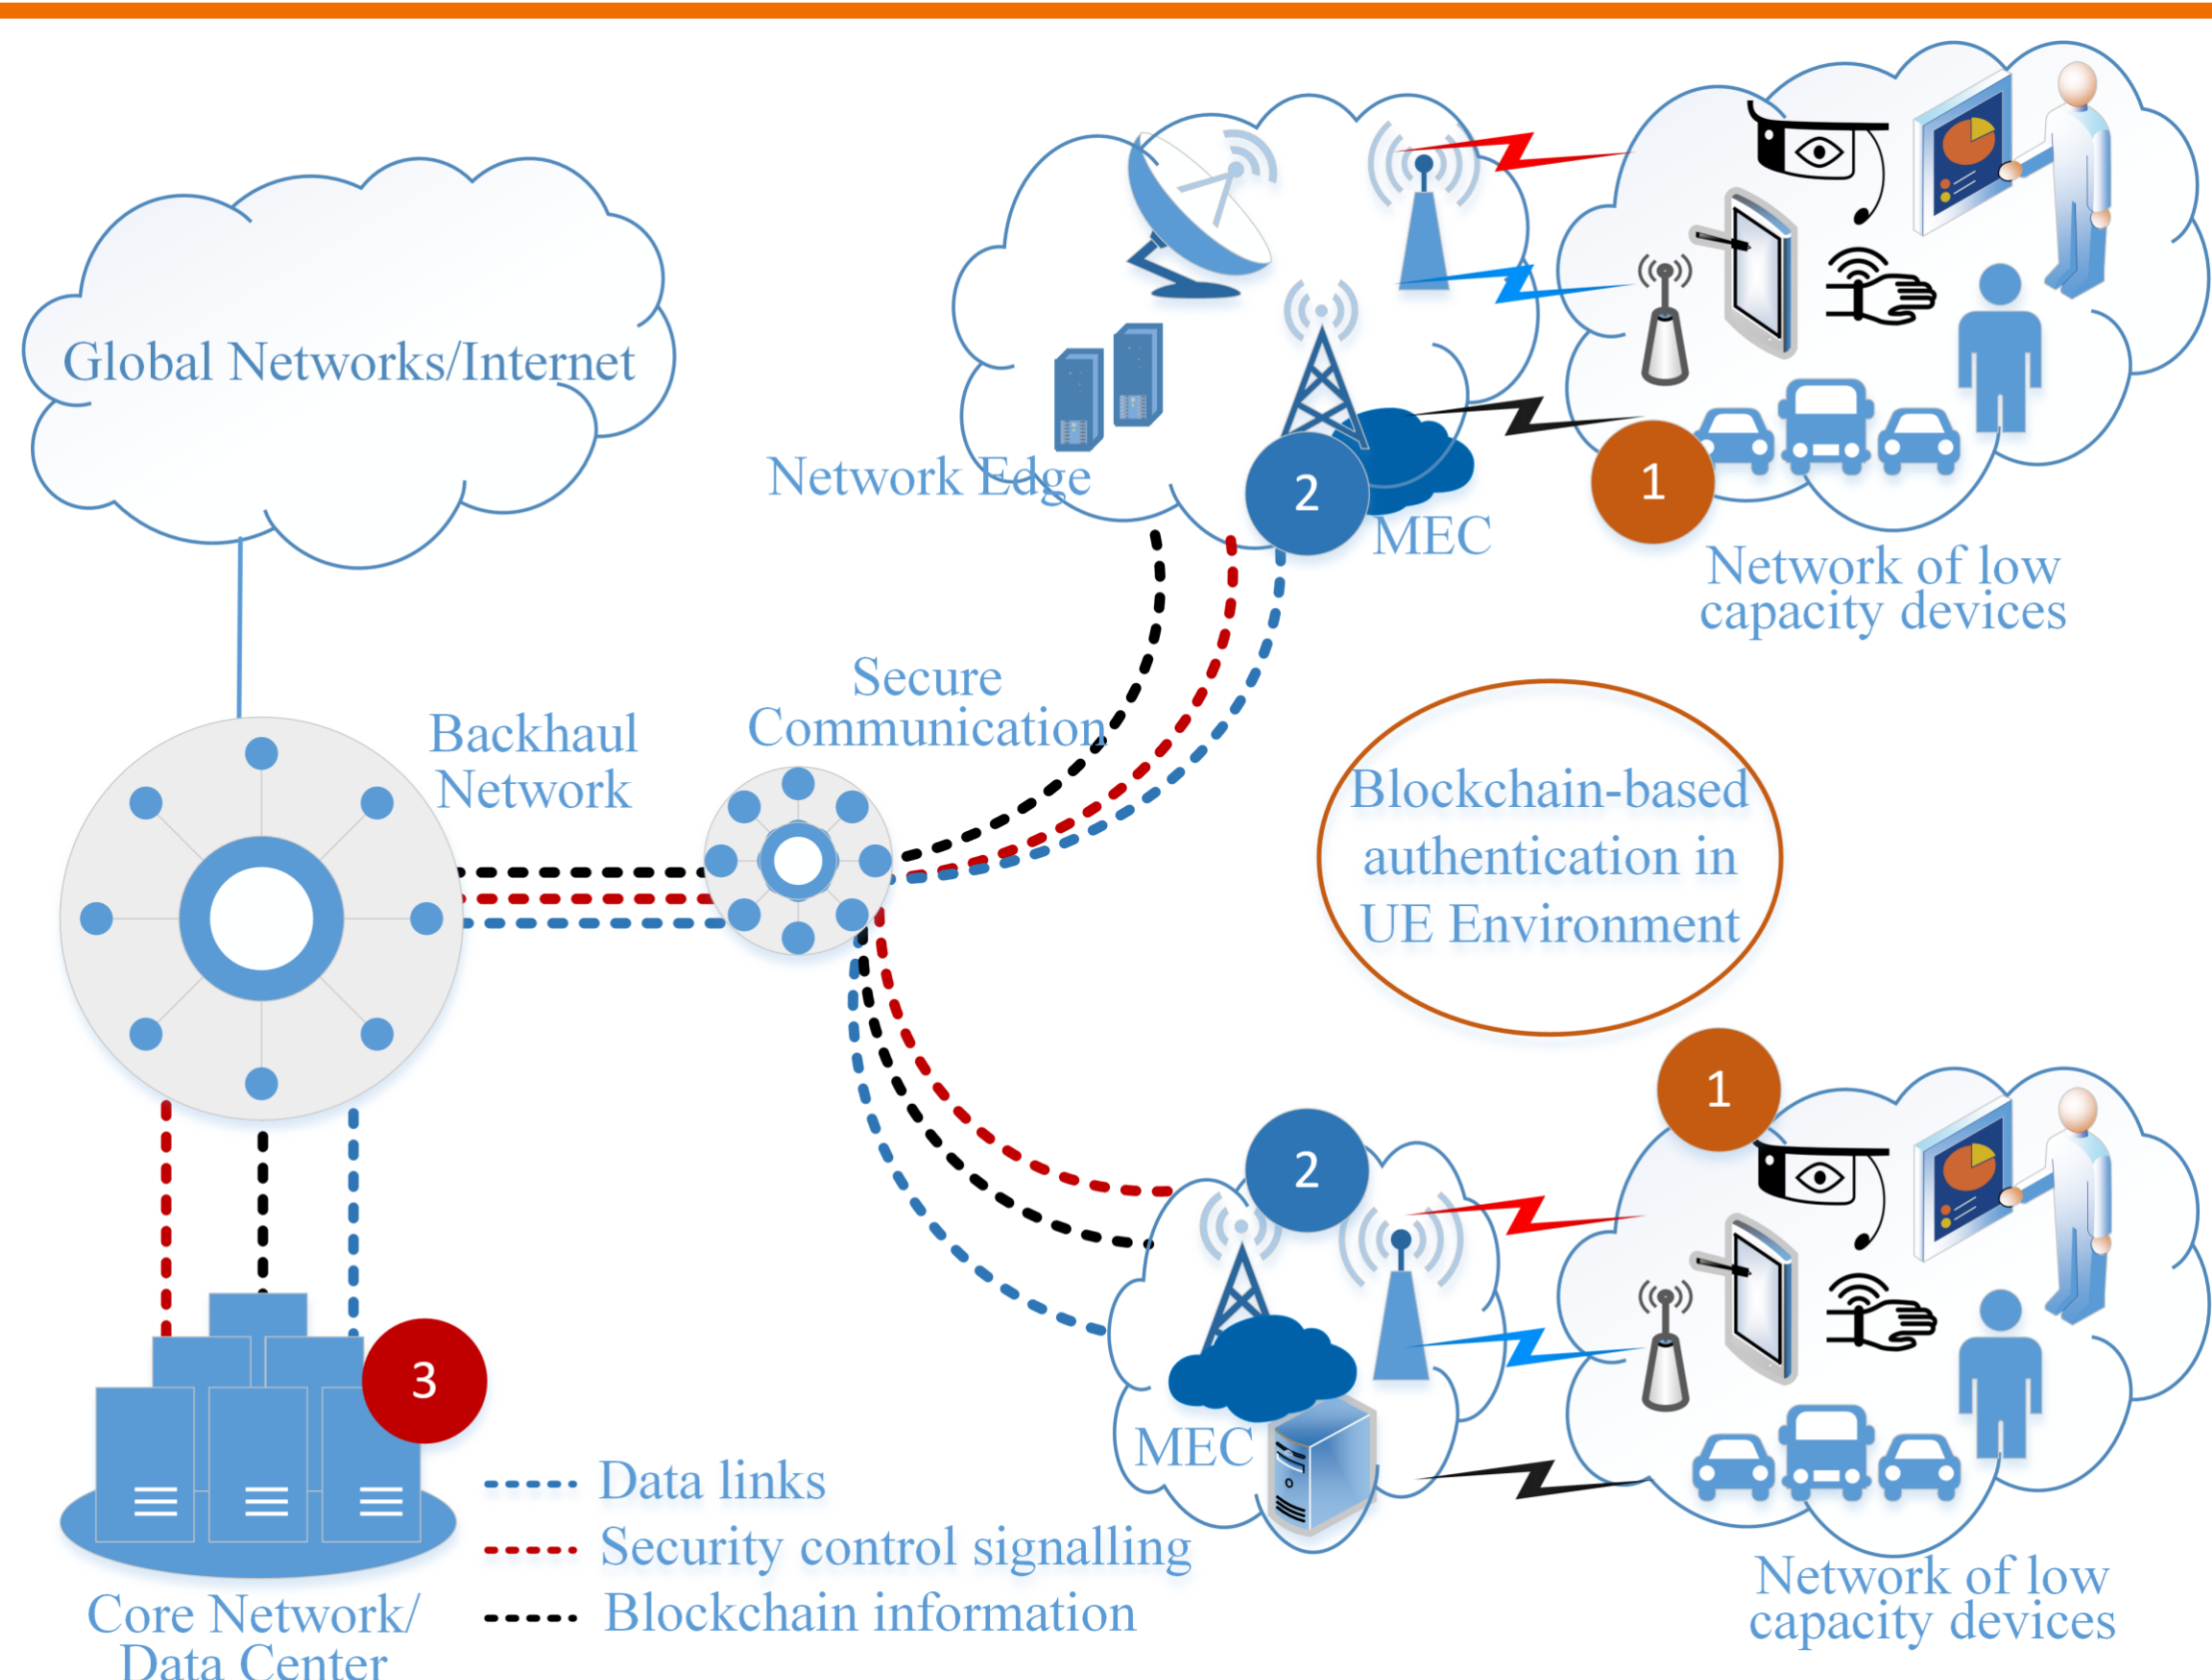 Global Networks/Internet
Network Edge
2
MEC
1
Network of low
capacity devices
Secure
Communication
Backhaul
Network
Blockchain-based
authentication in
UE Environment
1
2
MEC
3
Data links
Security control signalling
Blockchain information
Core Network/
Data Center
Network of low
capacity devices